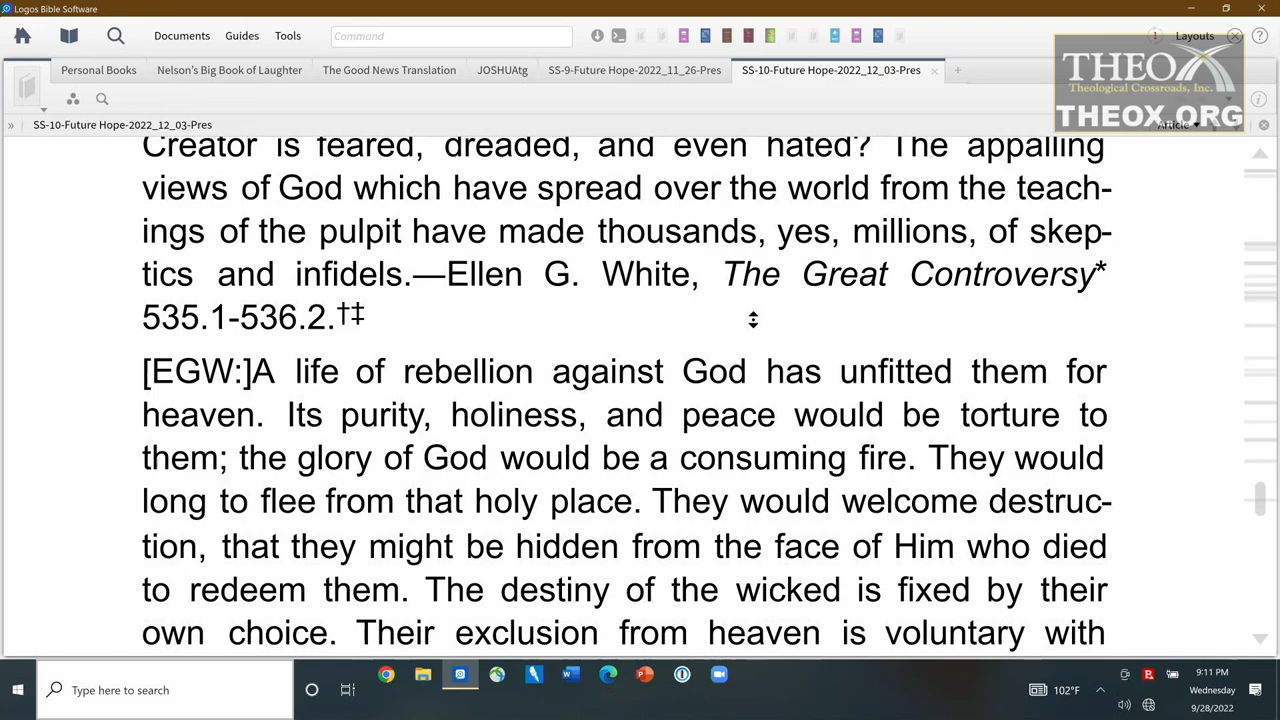 Logos Bible Software
Documents Guides Tools Command Layouts
Personal Books Nelson's Big Book of Laughter The Good News Translation JOSHUAtg SS-9-Future Hope-2022_11_26-Pres SS-10-Future Hope-2022_12_03-Pres
THEOX
Theological Crossroads, Inc.
THEOX.ORG
SS-10-Future Hope-2022_12_03-Pres Article
Creator is feared, dreaded, and even hated? The appalling
views of God which have spread over the world from the teach-
ings of the pulpit have made thousands, yes, millions, of skep-
tics and infidels.—Ellen G. White, The Great Controversy*
535.1-536.2.†‡
[EGW:]A life of rebellion against God has unfitted them for
heaven. Its purity, holiness, and peace would be torture to
them; the glory of God would be a consuming fire. They would
long to flee from that holy place. They would welcome destruc-
tion, that they might be hidden from the face of Him who died
to redeem them. The destiny of the wicked is fixed by their
own choice. Their exclusion from heaven is voluntary with
Type here to search
102°F
9:11 PM
Wednesday
9/28/2022